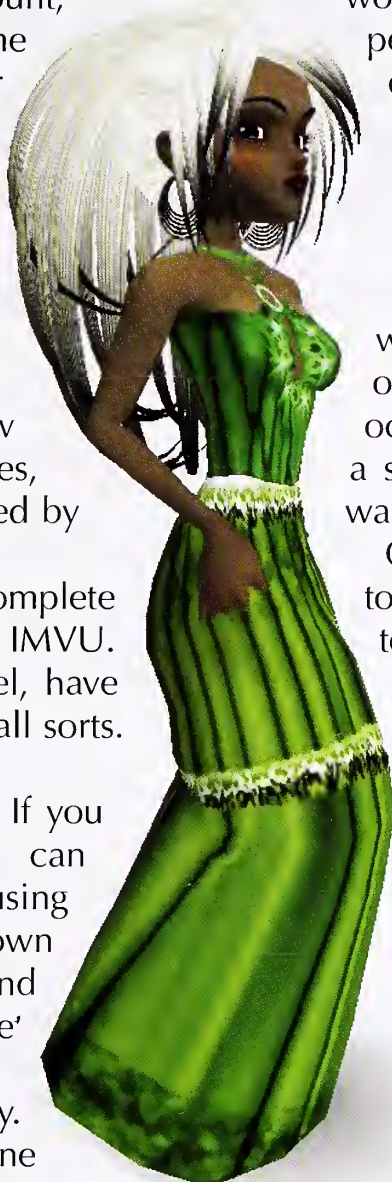 ount,
ne
w
es,
ed by
omplete
IMVU.
el, have
all sorts.
If you
can
using
own
nd
e'
y.
ne
wo
pe
w
o
oc
a s
wa
to